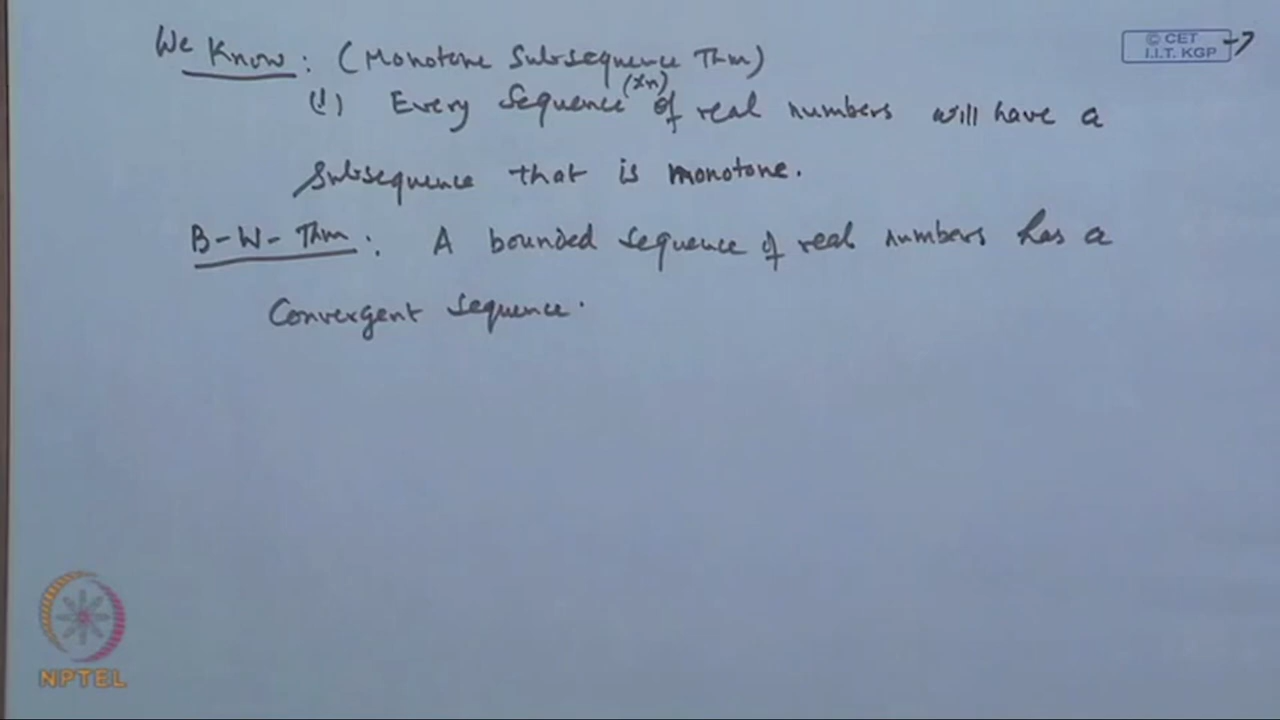 We Know: (Monotone Subsequence Thm)
© CET
I.I.T. KGP
(1) Every Sequence (xn) of real numbers will have a
subsequence that is monotone.
B-W-Thm: A bounded sequence of real numbers has a
Convergent sequence.
NPTEL